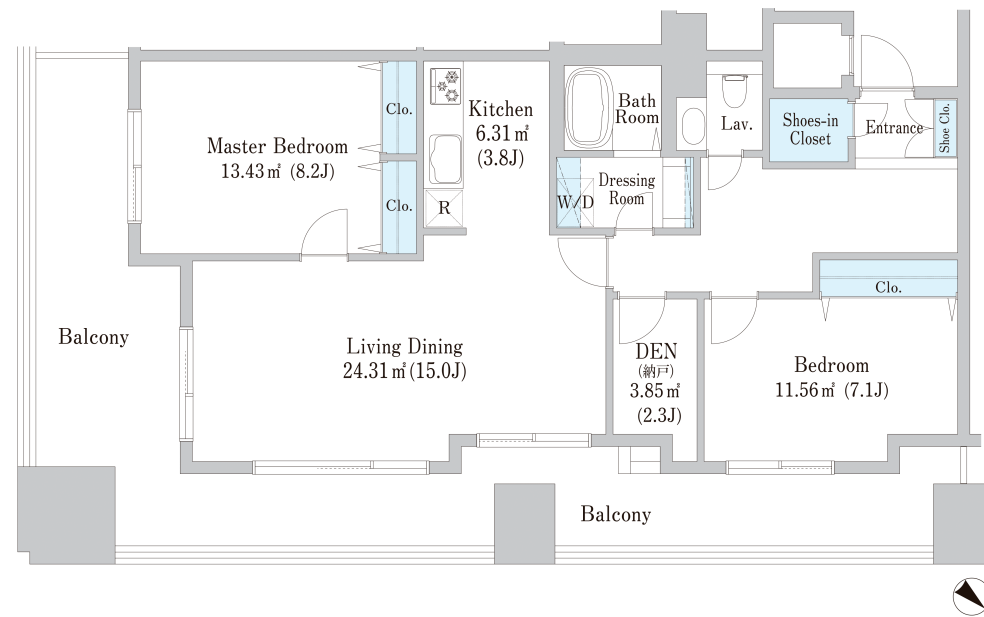 Master Bedroom
13.43㎡ (8.2J)
Clo.
Clo.
Kitchen
6.31㎡
(3.8J)
R
Bath
Room
Lav.
Shoes-in
Closet
Entrance
Shoe Clo.
W/D
Dressing
Room
Clo.
Balcony
Living Dining
24.31㎡(15.0J)
DEN
(納戸)
3.85㎡
(2.3J)
Bedroom
11.56㎡ (7.1J)
Balcony